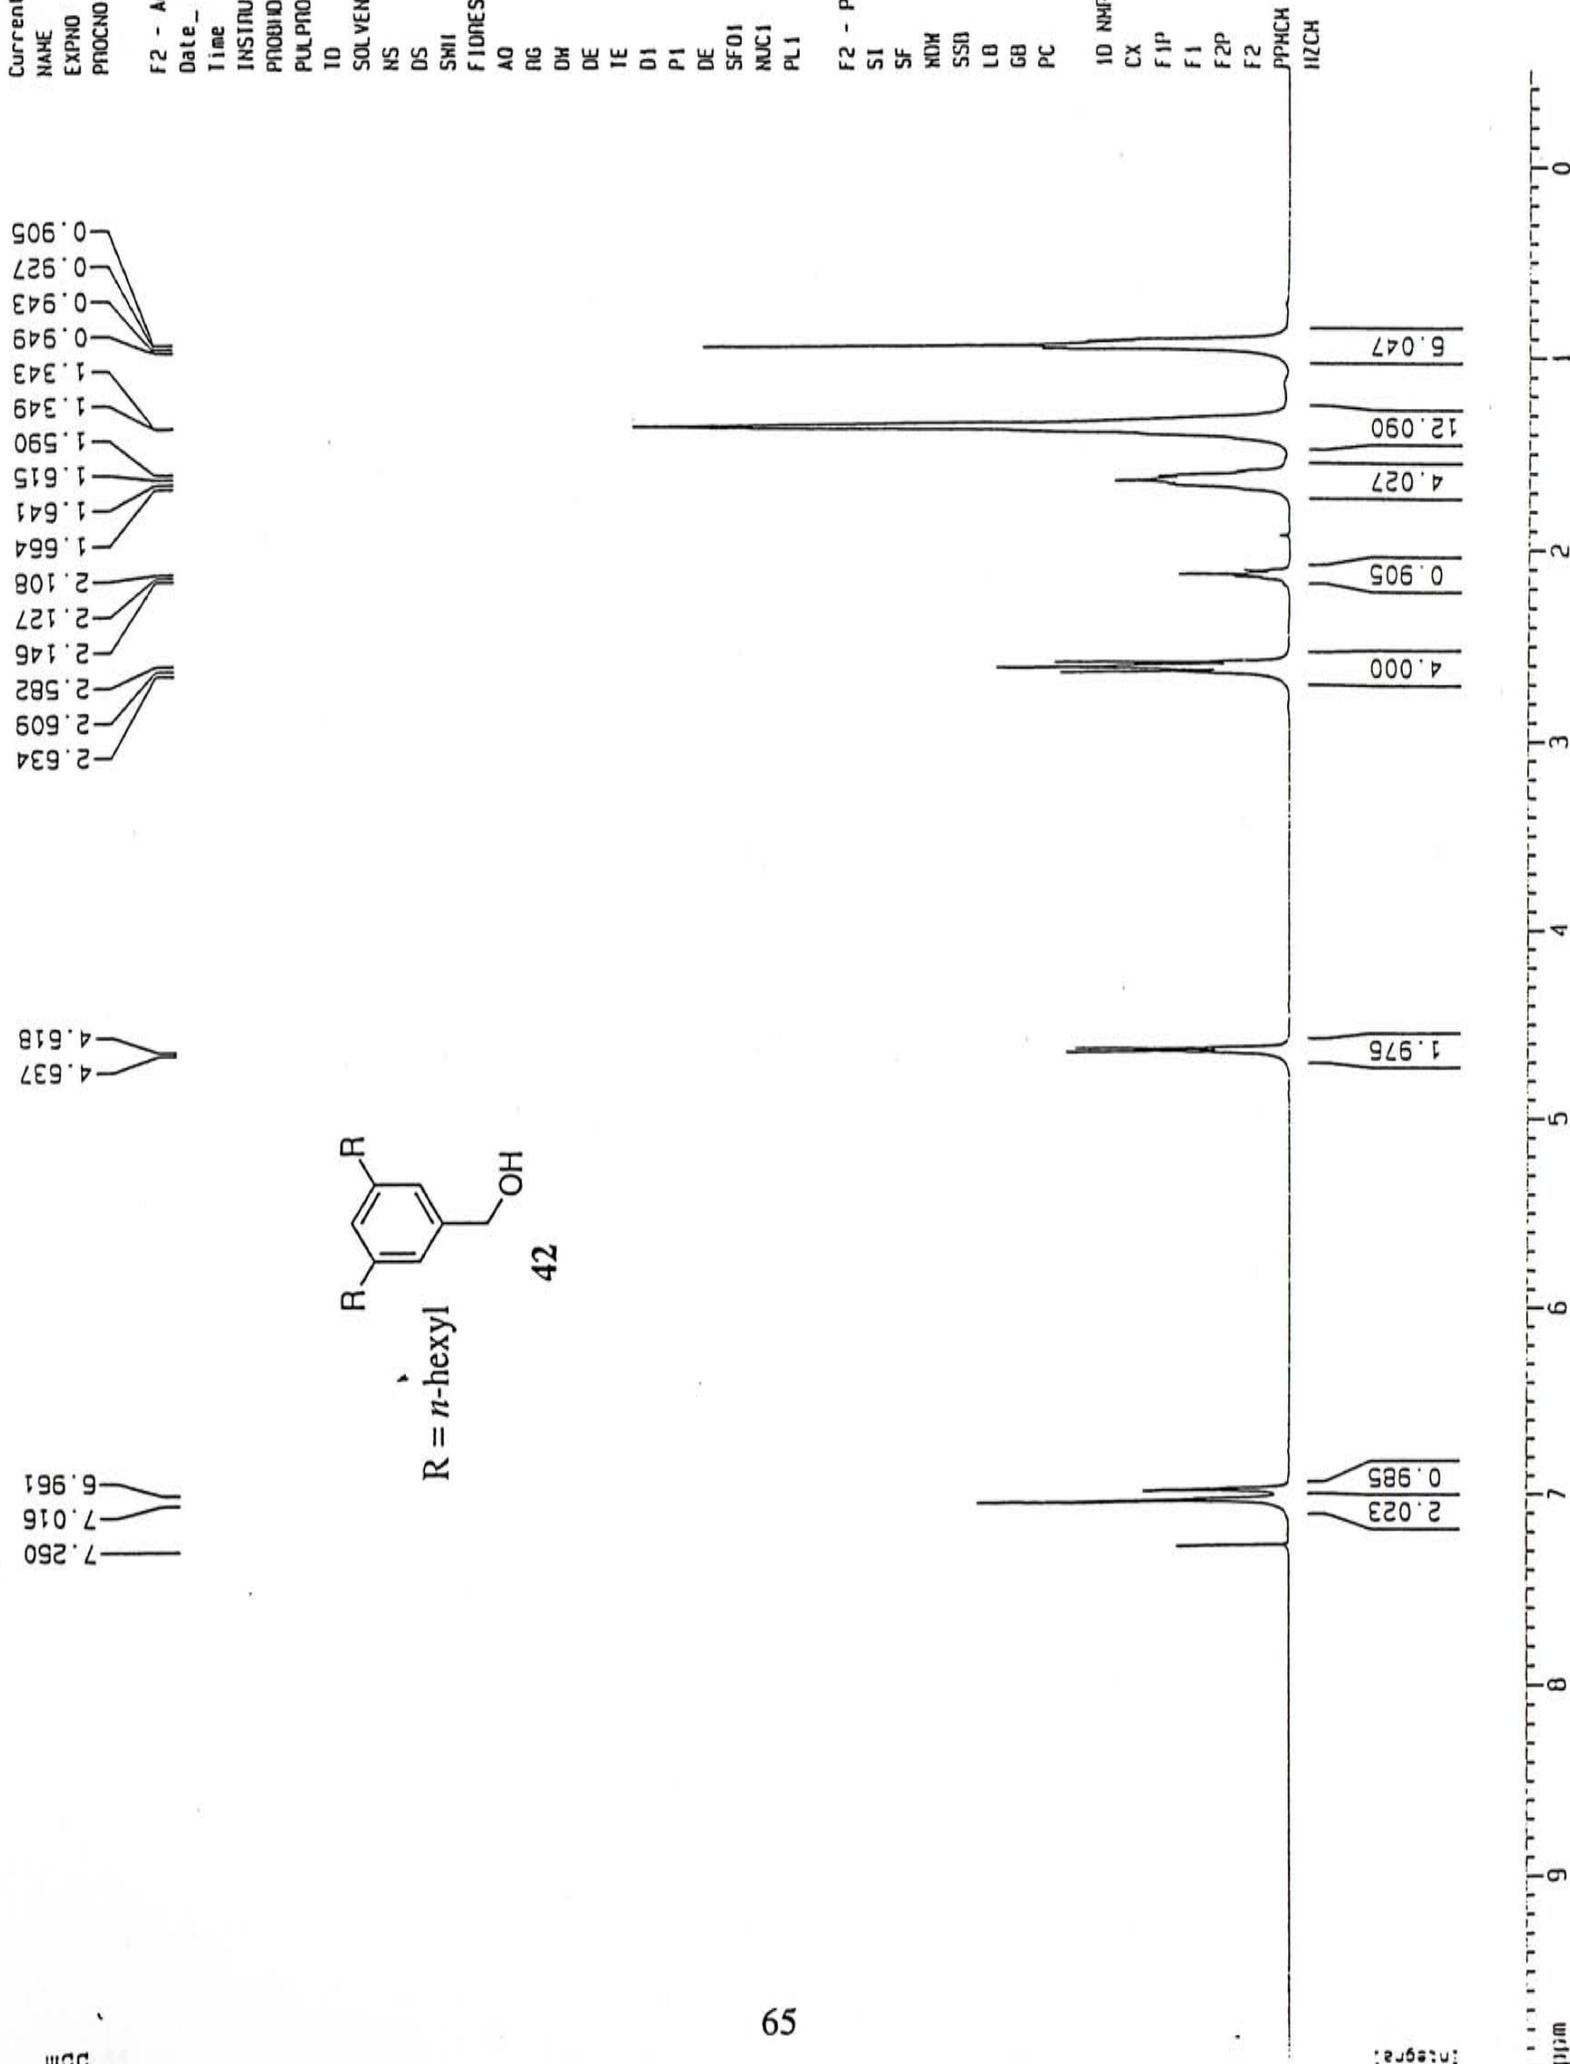 Current
NAME
EXPNO
PROCNO
F2 - A
Date_
Time
INSTRU
PROBHD
PULPRO
TD
SOLVEN
NS
DS
SWH
FIDRES
AQ
RG
DW
DE
TE
D1
P1
DE
SFO1
NUC1
PL1
F2 - P
SI
SF
WDW
SSB
LB
GB
PC
1D NMR
CX
F1P
F1
F2P
F2
PPMCM
HZCM
ppm
7.260
7.016
6.961
4.637
4.618
2.634
2.609
2.582
2.146
2.127
2.108
1.664
1.641
1.615
1.590
1.349
1.343
0.949
0.943
0.927
0.905
R
R
OH
R = n-hexyl
42
Integral
2.023
0.985
1.976
4.000
0.905
4.027
12.090
6.047
ppm
9
8
7
6
5
4
3
2
1
0
65